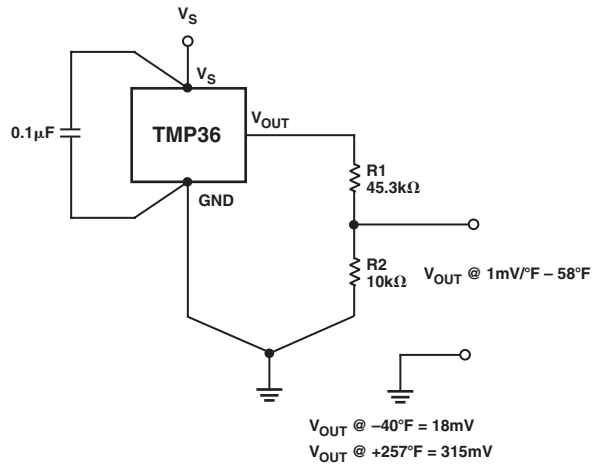 VS
VS
0.1µF
TMP36
VOUT
GND
R1
45.3kΩ
R2
10kΩ
VOUT @ 1mV/°F – 58°F
VOUT @ –40°F = 18mV
VOUT @ +257°F = 315mV